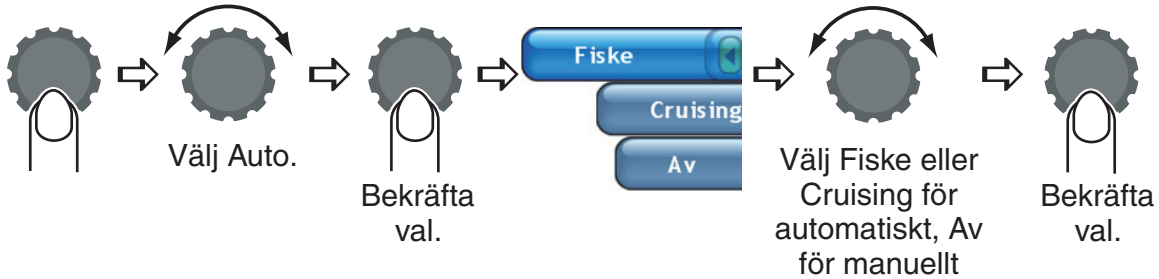 Välj Auto.
Bekräfta
val.
Fiske
Cruising
Av
Välj Fiske eller
Cruising för
automatiskt, Av
för manuellt
Bekräfta
val.